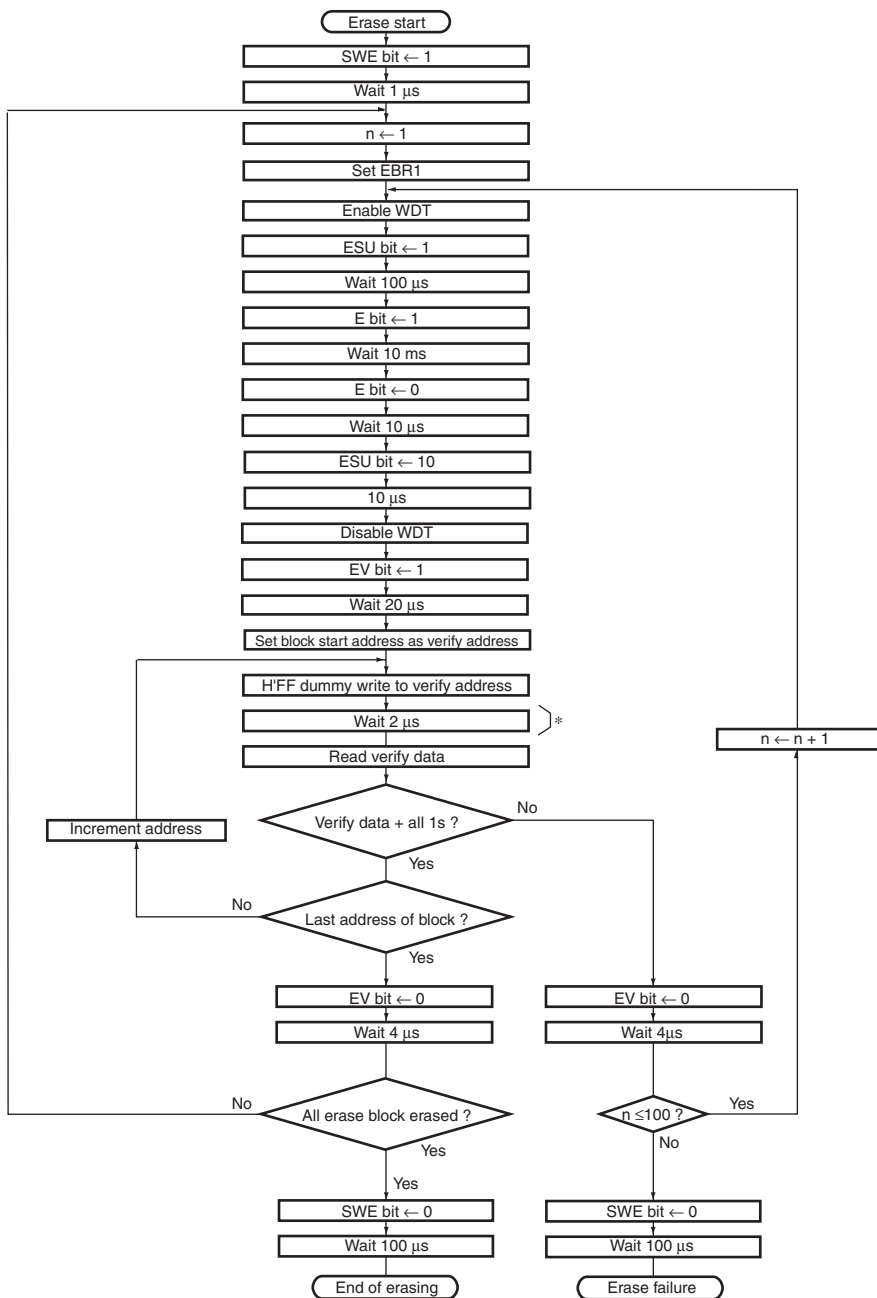 Erase start
SWE bit ← 1
Wait 1 μs
n ← 1
Set EBR1
Enable WDT
ESU bit ← 1
Wait 100 μs
E bit ← 1
Wait 10 ms
E bit ← 0
Wait 10 μs
ESU bit ← 10
10 μs
Disable WDT
EV bit ← 1
Wait 20 μs
Set block start address as verify address
H'FF dummy write to verify address
Wait 2 μs
*
n ← n + 1
Read verify data
No
Increment address
Verify data + all 1s ?
Yes
No
Last address of block ?
Yes
EV bit ← 0
EV bit ← 0
Wait 4 μs
Wait 4μs
No
All erase block erased ?
n ≤100 ?
Yes
Yes
No
Yes
SWE bit ← 0
SWE bit ← 0
Wait 100 μs
Wait 100 μs
End of erasing
Erase failure